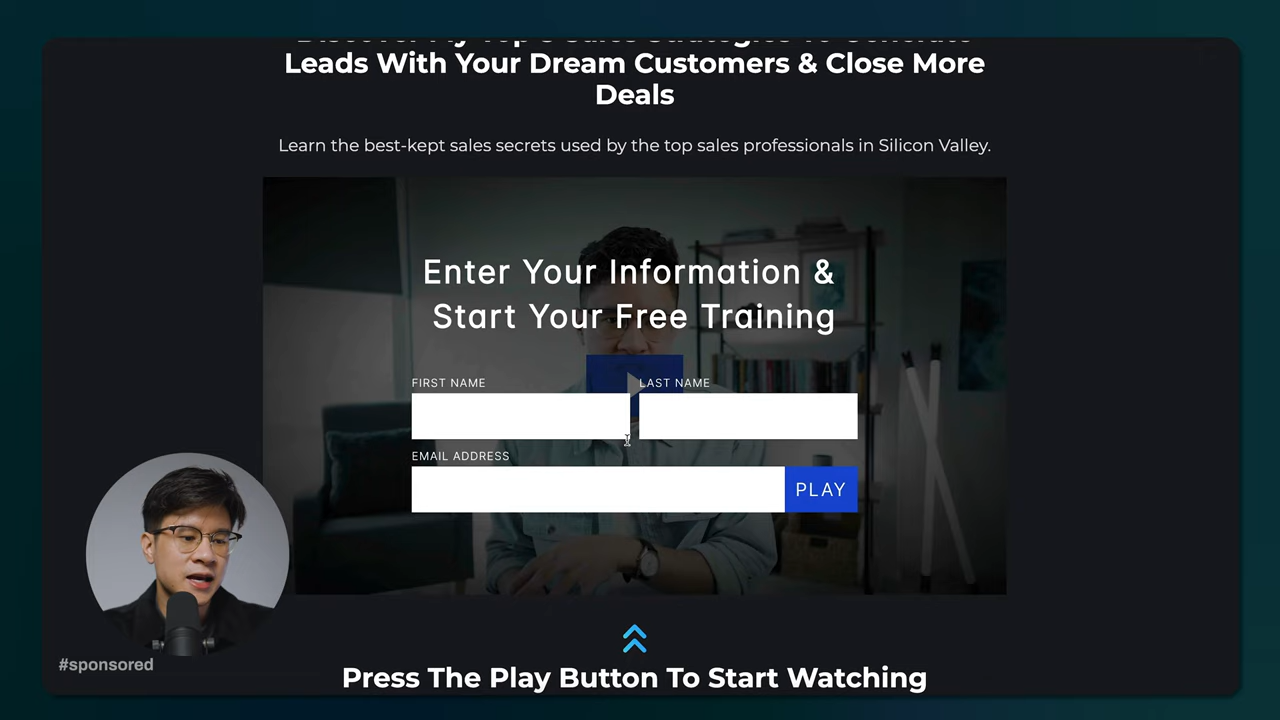 Leads With Your Dream Customers & Close More
Deals
Learn the best-kept sales secrets used by the top sales professionals in Silicon Valley.
Enter Your Information &
Start Your Free Training
FIRST NAME
LAST NAME
EMAIL ADDRESS
PLAY
#sponsored
Press The Play Button To Start Watching